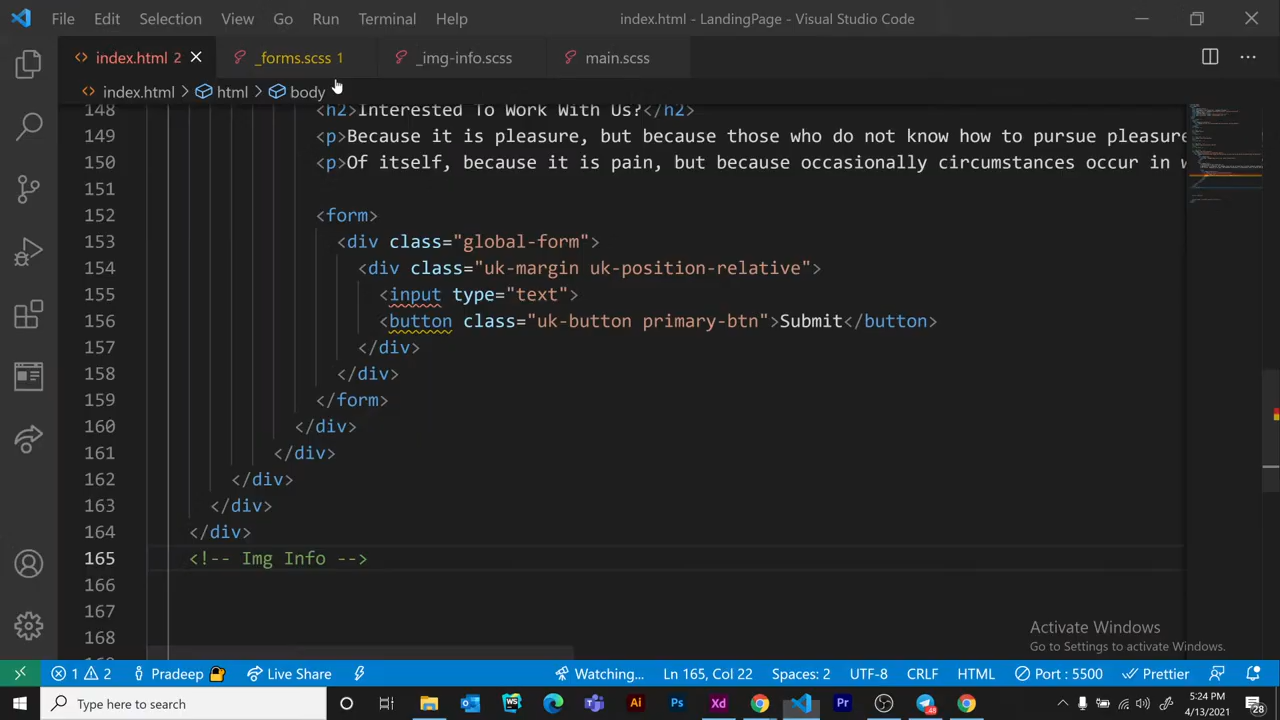 File Edit Selection View Go Run Terminal Help index.html - LandingPage - Visual Studio Code
index.html 2 _forms.scss 1 _img-info.scss main.scss
index.html > html > body
148 <h2>Interested To Work With Us?</h2>
149 <p>Because it is pleasure, but because those who do not know how to pursue pleasure
150 <p>Of itself, because it is pain, but because occasionally circumstances occur in w
151
152 <form>
153 <div class="global-form">
154 <div class="uk-margin uk-position-relative">
155 <input type="text">
156 <button class="uk-button primary-btn">Submit</button>
157 </div>
158 </div>
159 </form>
160 </div>
161 </div>
162 </div>
163 </div>
164 </div>
165 <!-- Img Info -->
166
167
168
Activate Windows
Go to Settings to activate Windows.
1 2 Pradeep Live Share Watching... Ln 165, Col 22 Spaces: 2 UTF-8 CRLF HTML Port : 5500 Prettier
Type here to search
5:24 PM
4/13/2021
28